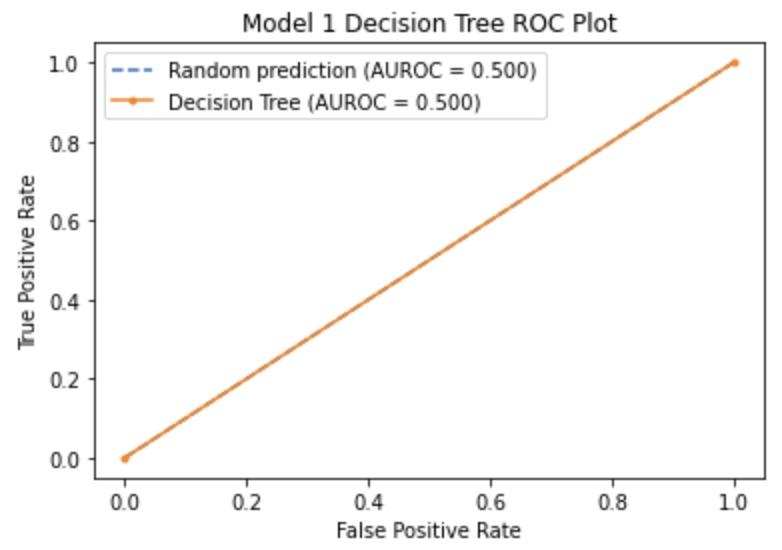 Model 1 Decision Tree ROC Plot
Random prediction (AUROC = 0.500)
Decision Tree (AUROC = 0.500)
True Positive Rate
1.0
0.8
0.6
0.4
0.2
0.0
0.0 0.2 0.4 0.6 0.8 1.0
False Positive Rate